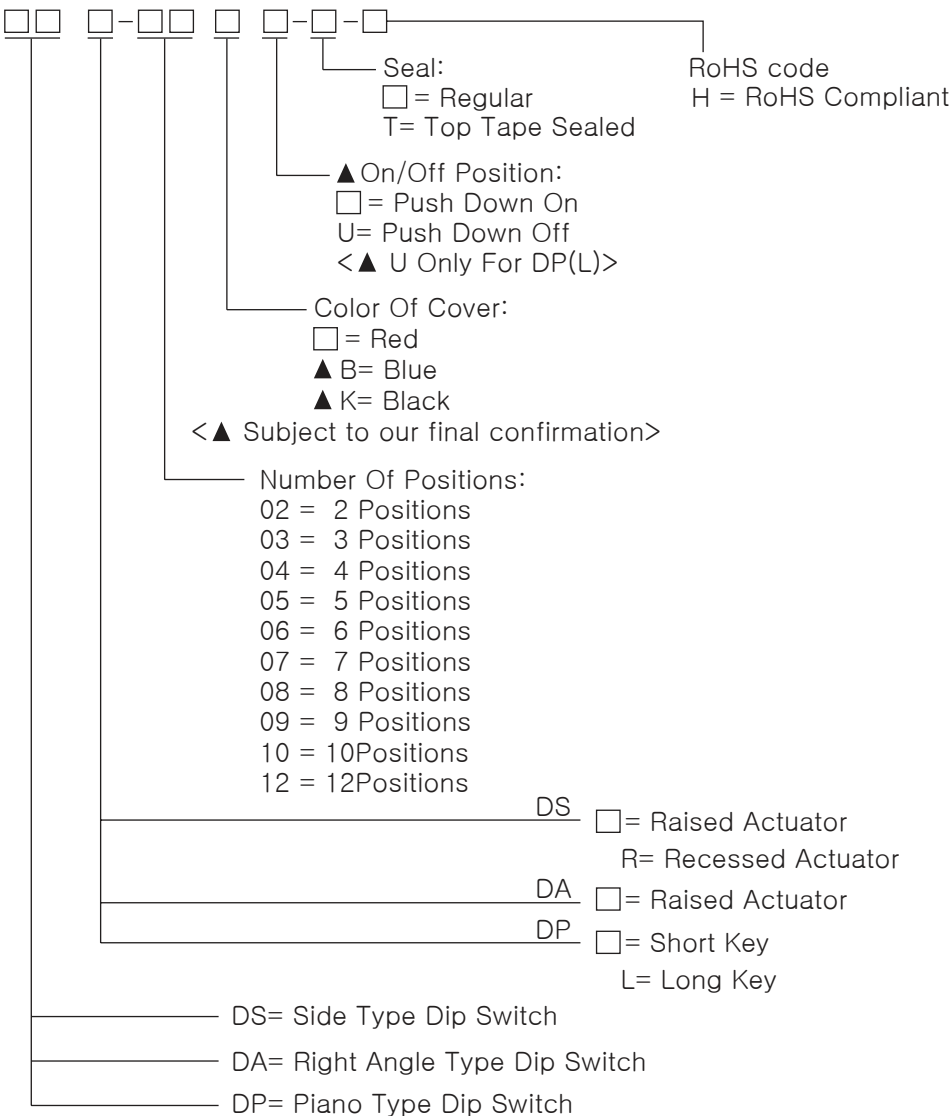 □□ □-□□ □ □-□-□
Seal:
□ = Regular
T= Top Tape Sealed
RoHS code
H = RoHS Compliant
▲ On/Off Position:
□ = Push Down On
U= Push Down Off
<▲ U Only For DP(L)>
Color Of Cover:
□ = Red
▲ B= Blue
▲ K= Black
<▲ Subject to our final confirmation>
Number Of Positions:
02 = 2 Positions
03 = 3 Positions
04 = 4 Positions
05 = 5 Positions
06 = 6 Positions
07 = 7 Positions
08 = 8 Positions
09 = 9 Positions
10 = 10Positions
12 = 12Positions
DS □= Raised Actuator
R= Recessed Actuator
DA □= Raised Actuator
DP □= Short Key
L= Long Key
DS= Side Type Dip Switch
DA= Right Angle Type Dip Switch
DP= Piano Type Dip Switch